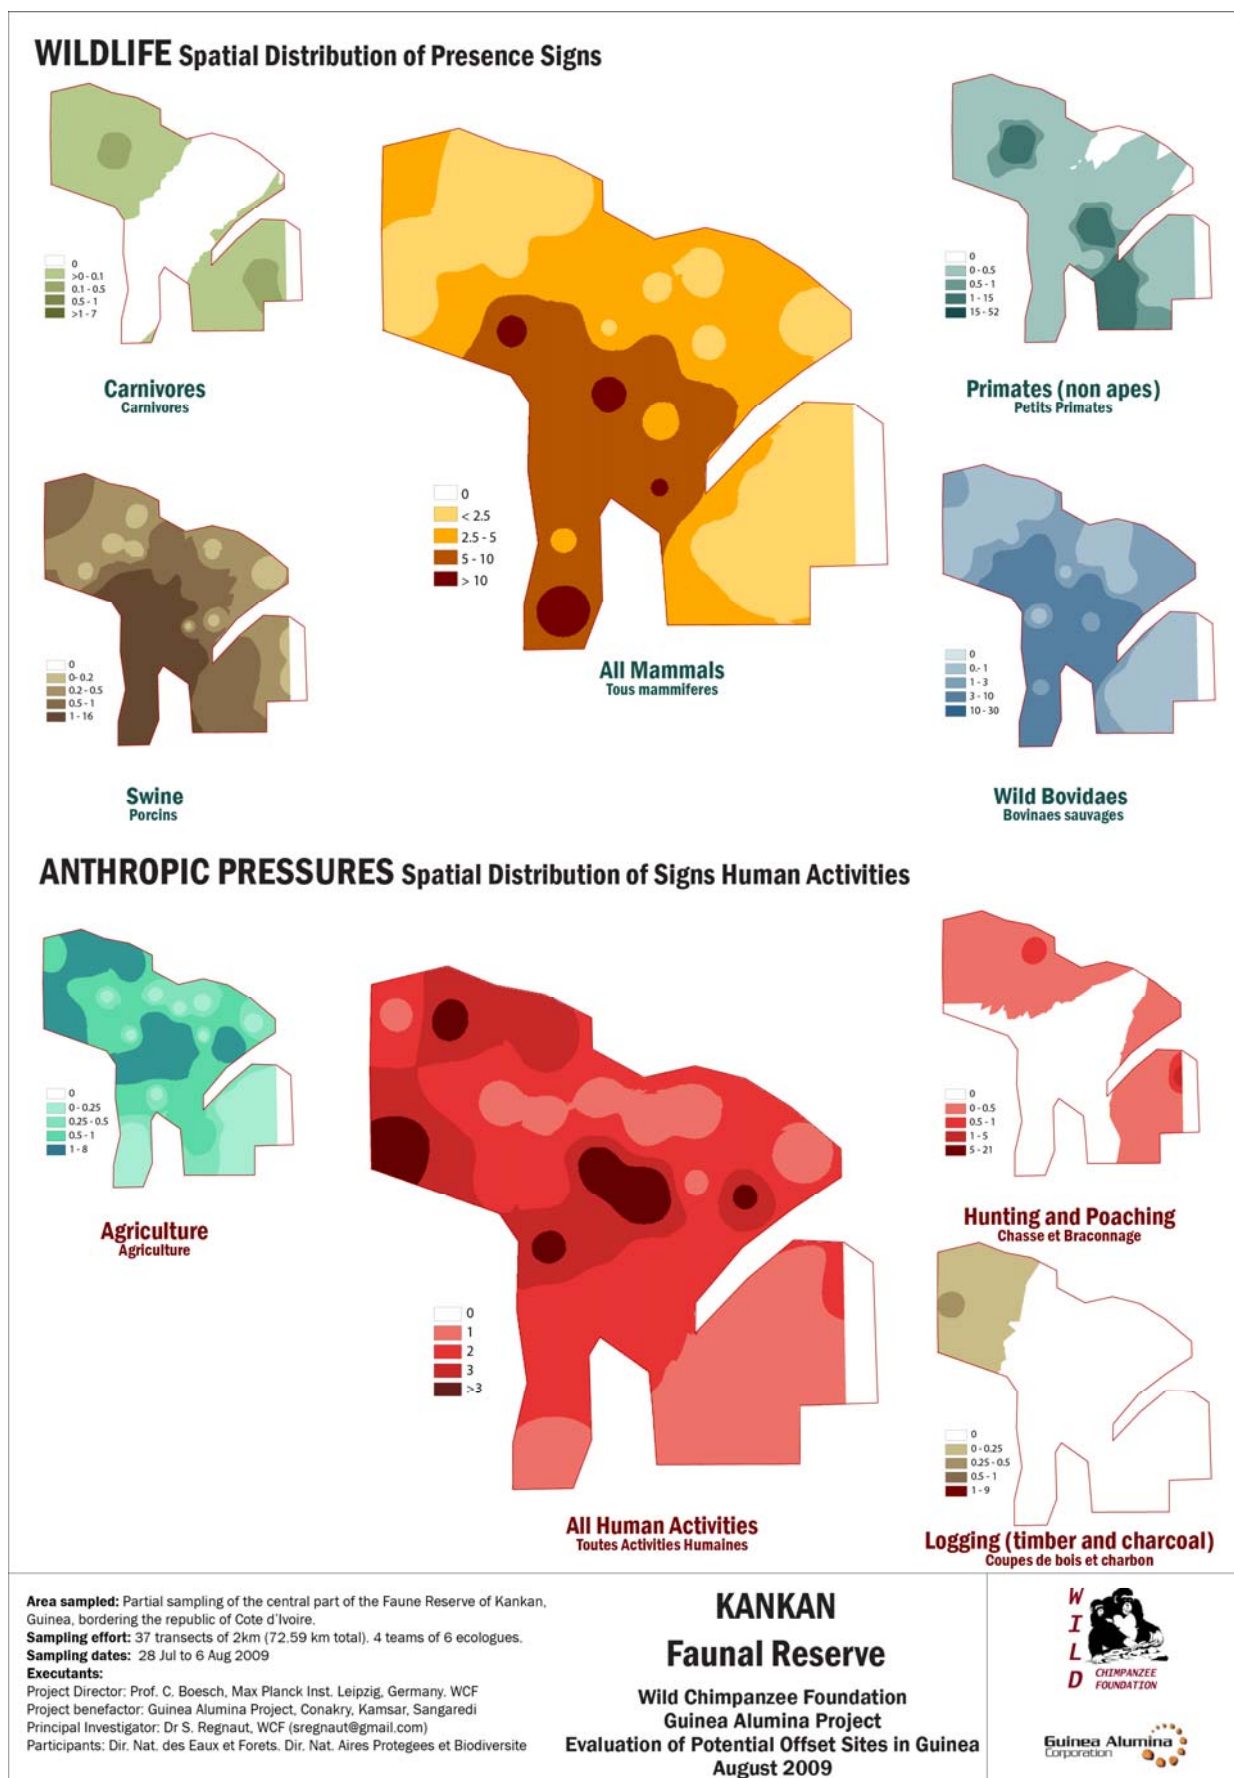 WILDLIFE Spatial Distribution of Presence Signs
0
>0 - 0.1
0.1 - 0.5
0.5 - 1
>1 - 7
Carnivores
Carnivores
0
< 2.5
2.5 - 5
5 - 10
> 10
All Mammals
Tous mammiferes
0
0 - 0.5
0.5 - 1
1 - 15
15 - 52
Primates (non apes)
Petits Primates
0
0- 0.2
0.2 - 0.5
0.5 - 1
1 - 16
Swine
Porcins
0
0.- 1
1 - 3
3 - 10
10 - 30
Wild Bovidaes
Bovinaes sauvages
ANTHROPIC PRESSURES Spatial Distribution of Signs Human Activities
0
0 - 0.25
0.25 - 0.5
0.5 - 1
1 - 8
Agriculture
Agriculture
0
1
2
3
>3
All Human Activities
Toutes Activities Humaines
0
0 - 0.5
0.5 - 1
1 - 5
5 - 21
Hunting and Poaching
Chasse et Braconnage
0
0 - 0.25
0.25 - 0.5
0.5 - 1
1 - 9
Logging (timber and charcoal)
Coupes de bois et charbon
Area sampled: Partial sampling of the central part of the Faune Reserve of Kankan,
Guinea, bordering the republic of Cote d'Ivoire.
Sampling effort: 37 transects of 2km (72.59 km total). 4 teams of 6 ecologues.
Sampling dates: 28 Jul to 6 Aug 2009
Executants:
Project Director: Prof. C. Boesch, Max Planck Inst. Leipzig, Germany. WCF
Project benefactor: Guinea Alumina Project, Conakry, Kamsar, Sangaredi
Principal Investigator: Dr S. Regnaut, WCF (sregnaut@gmail.com)
Participants: Dir. Nat. des Eaux et Forets. Dir. Nat. Aires Protegees et Biodiversite
KANKAN
Faunal Reserve
Wild Chimpanzee Foundation
Guinea Alumina Project
Evaluation of Potential Offset Sites in Guinea
August 2009
WILD
CHIMPANZEE
FOUNDATION
Guinea Alumina
Corporation